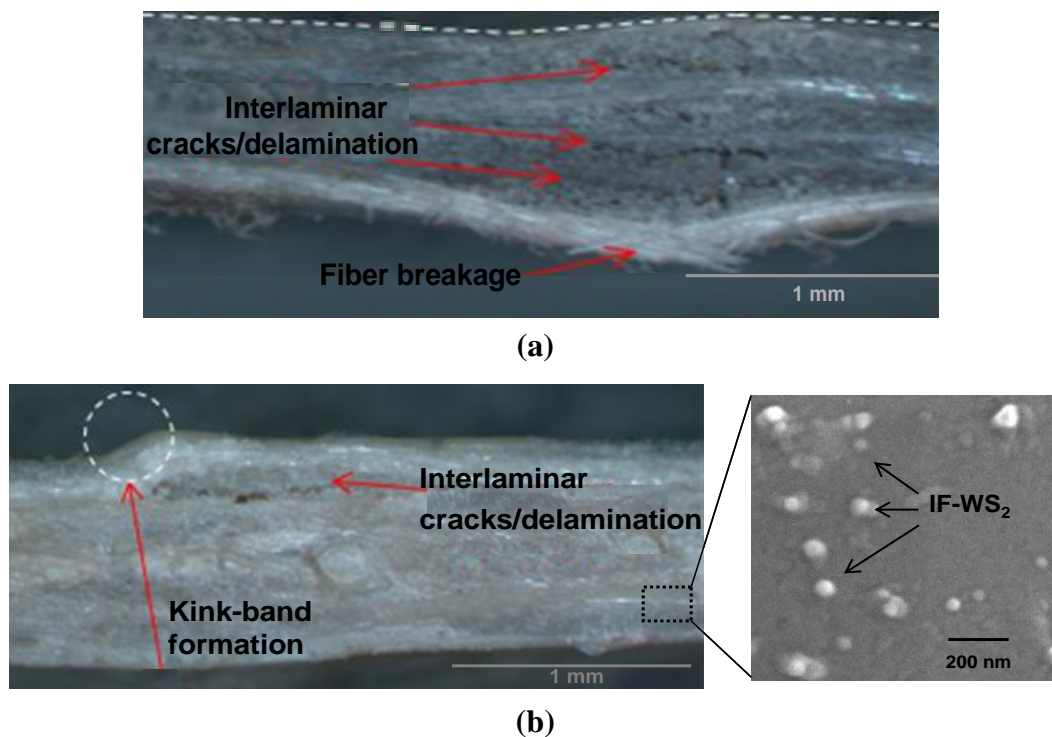 Interlaminar
cracks/delamination
Fiber breakage
1 mm
(a)
Interlaminar
cracks/delamination
Kink-band
formation
1 mm
IF-WS₂
200 nm
(b)